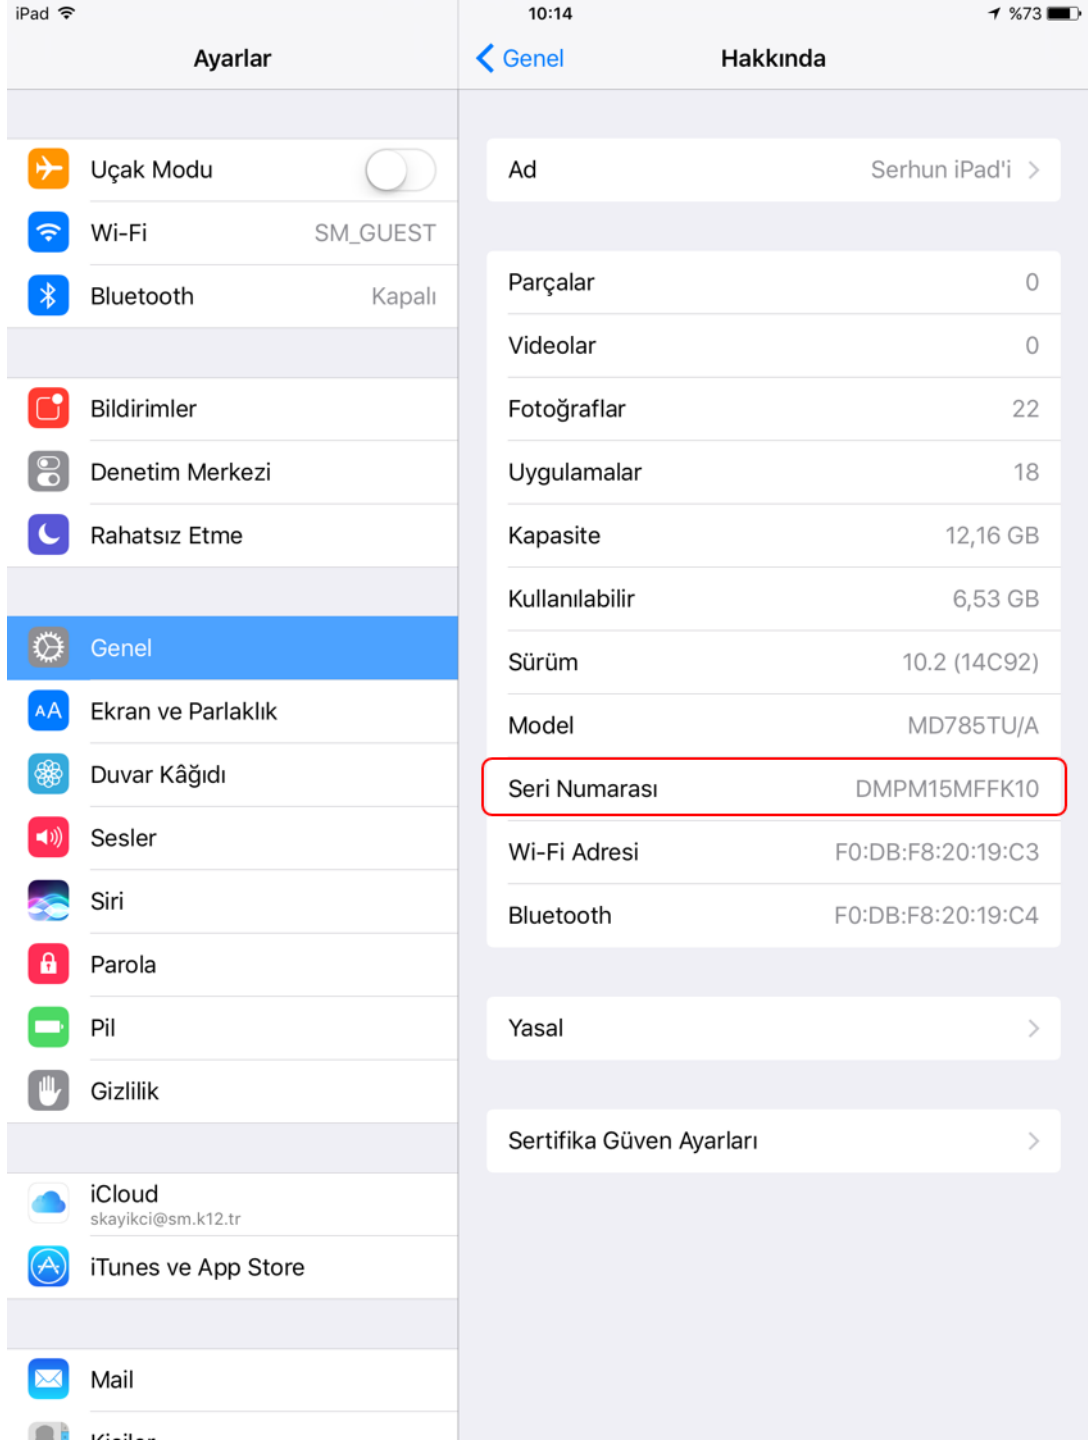 iPad
10:14
%73
Ayarlar
Genel
Hakkında
Uçak Modu
Wi-Fi
SM_GUEST
Bluetooth
Kapalı
Bildirimler
Denetim Merkezi
Rahatsız Etme
Genel
AA
Ekran ve Parlaklık
Duvar Kâğıdı
Sesler
Siri
Parola
Pil
Gizlilik
iCloud
skayikci@sm.k12.tr
iTunes ve App Store
Mail
Kişiler
Ad
Serhun iPad'i
Parçalar
0
Videolar
0
Fotoğraflar
22
Uygulamalar
18
Kapasite
12,16 GB
Kullanılabilir
6,53 GB
Sürüm
10.2 (14C92)
Model
MD785TU/A
Seri Numarası
DMPM15MFFK10
Wi-Fi Adresi
F0:DB:F8:20:19:C3
Bluetooth
F0:DB:F8:20:19:C4
Yasal
Sertifika Güven Ayarları